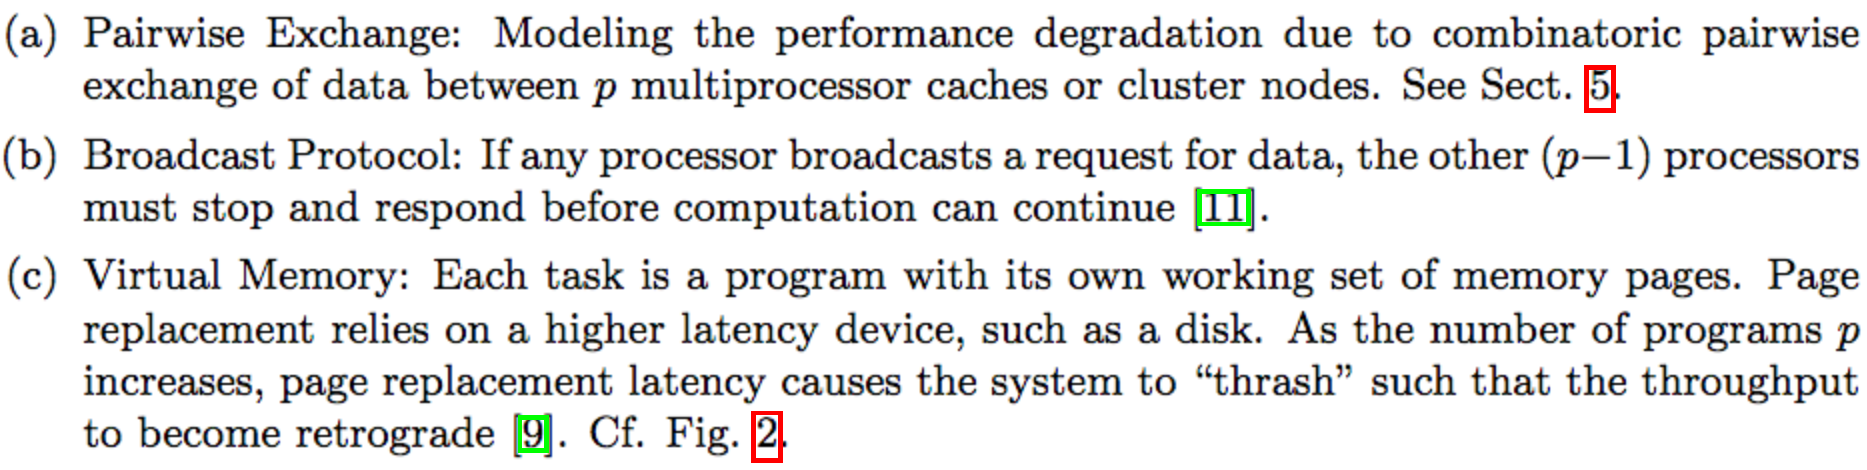 (a) Pairwise Exchange: Modeling the performance degradation due to combinatoric pairwise
exchange of data between p multiprocessor caches or cluster nodes. See Sect. 5.
(b) Broadcast Protocol: If any processor broadcasts a request for data, the other (p−1) processors
must stop and respond before computation can continue [11].
(c) Virtual Memory: Each task is a program with its own working set of memory pages. Page
replacement relies on a higher latency device, such as a disk. As the number of programs p
increases, page replacement latency causes the system to “thrash” such that the throughput
to become retrograde [9]. Cf. Fig. 2.